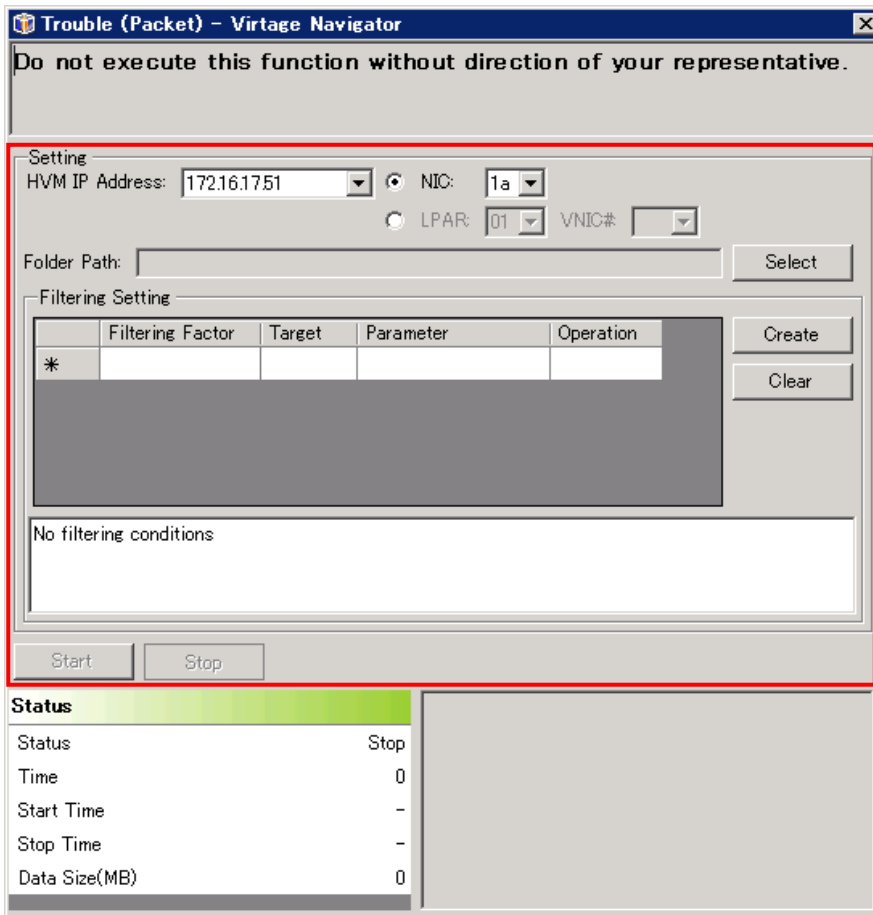 Trouble (Packet) - Virtage Navigator
Do not execute this function without direction of your representative.
Setting
HVM IP Address: 172.16.17.51 NIC: 1a
LPAR: 01 VNIC#:
Folder Path: Select
Filtering Setting
Filtering Factor Target Parameter Operation Create
* Clear
No filtering conditions
Start Stop
Status
Status Stop
Time 0
Start Time -
Stop Time -
Data Size(MB) 0